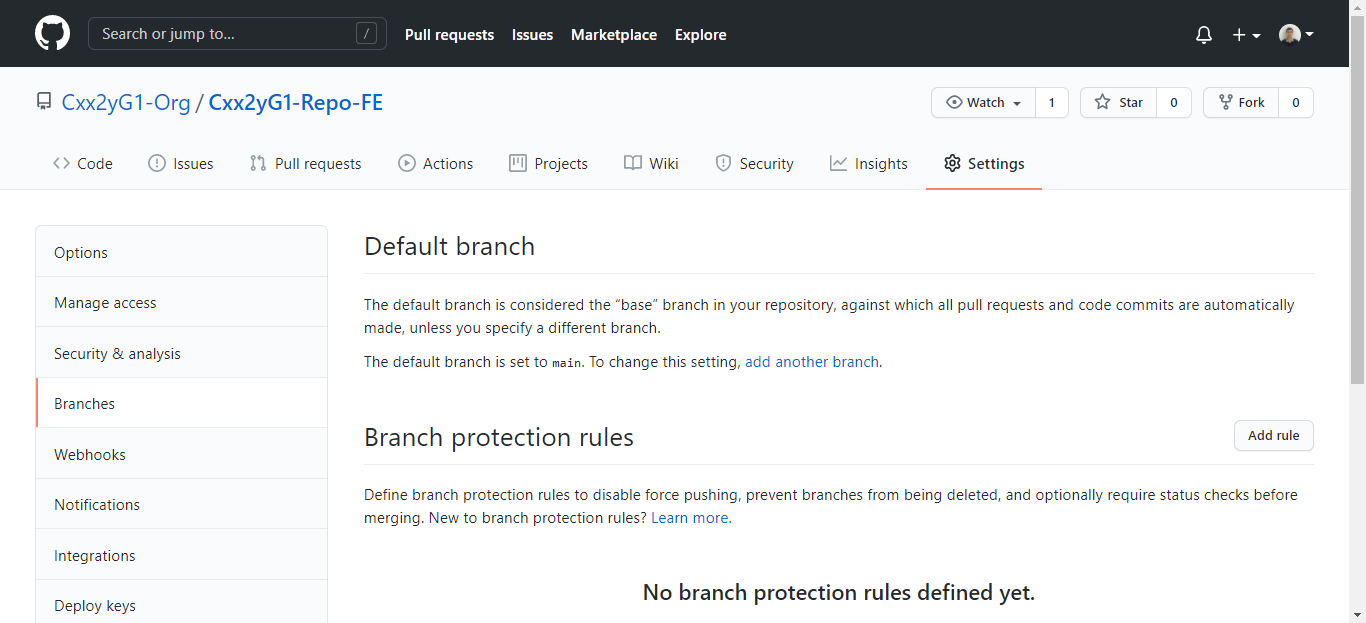 Search or jump to... /
Pull requests Issues Marketplace Explore
Cxx2yG1-Org / Cxx2yG1-Repo-FE
Watch 1 Star 0 Fork 0
Code Issues Pull requests Actions Projects Wiki Security Insights Settings
Options
Manage access
Security & analysis
Branches
Webhooks
Notifications
Integrations
Deploy keys
Default branch
The default branch is considered the “base” branch in your repository, against which all pull requests and code commits are automatically
made, unless you specify a different branch.
The default branch is set to main. To change this setting, add another branch.
Branch protection rules
Add rule
Define branch protection rules to disable force pushing, prevent branches from being deleted, and optionally require status checks before
merging. New to branch protection rules? Learn more.
No branch protection rules defined yet.